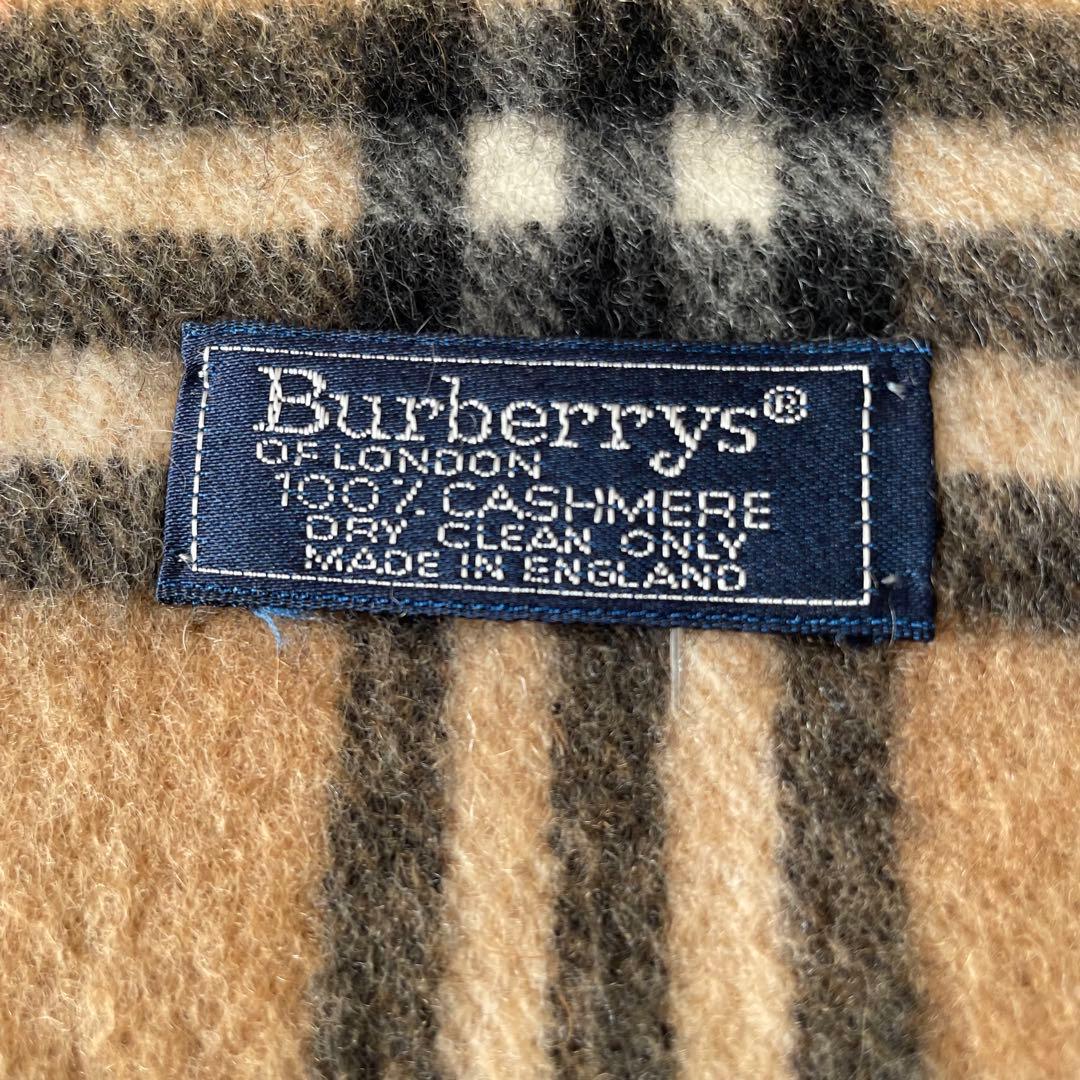 Burberrys®
OF LONDON
100% CASHMERE
DRY CLEAN ONLY
MADE IN ENGLAND